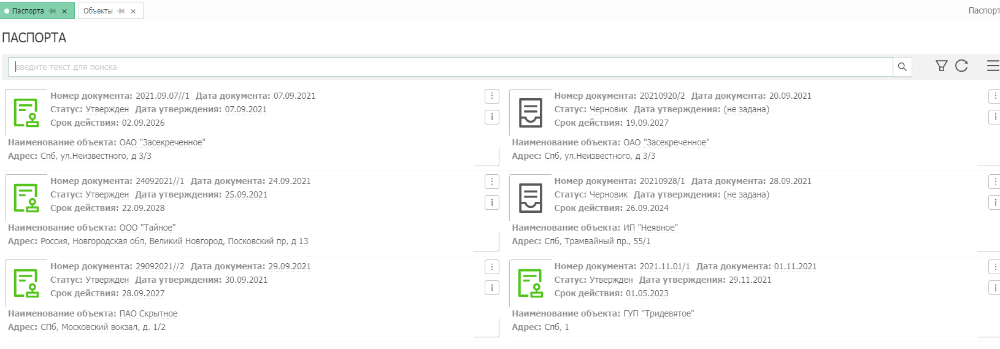 Паспорта
Объекты
Паспорт
ПАСПОРТА
введите текст для поиска
Номер документа: 2021.09.07//1 Дата документа: 07.09.2021
Статус: Утвержден Дата утверждения: 07.09.2021
Срок действия: 02.09.2026
Наименование объекта: ОАО "Засекреченное"
Адрес: Спб, ул.Неизвестного, д 3/3
Номер документа: 20210920/2 Дата документа: 20.09.2021
Статус: Черновик Дата утверждения: (не задана)
Срок действия: 19.09.2027
Наименование объекта: ОАО "Засекреченное"
Адрес: Спб, ул.Неизвестного, д 3/3
Номер документа: 24092021//1 Дата документа: 24.09.2021
Статус: Утвержден Дата утверждения: 25.09.2021
Срок действия: 22.09.2028
Наименование объекта: ООО "Тайное"
Адрес: Россия, Новгородская обл, Великий Новгород, Посковский пр, д 13
Номер документа: 20210928/1 Дата документа: 28.09.2021
Статус: Черновик Дата утверждения: (не задана)
Срок действия: 26.09.2024
Наименование объекта: ИП "Неявное"
Адрес: Спб, Трамвайный пр., 55/1
Номер документа: 29092021//2 Дата документа: 29.09.2021
Статус: Утвержден Дата утверждения: 30.09.2021
Срок действия: 28.09.2027
Наименование объекта: ПАО Скрытное
Адрес: СПб, Московский вокзал, д. 1/2
Номер документа: 2021.11.01/1 Дата документа: 01.11.2021
Статус: Утвержден Дата утверждения: 29.11.2021
Срок действия: 01.05.2023
Наименование объекта: ГУП "Тридевятое"
Адрес: Спб, 1